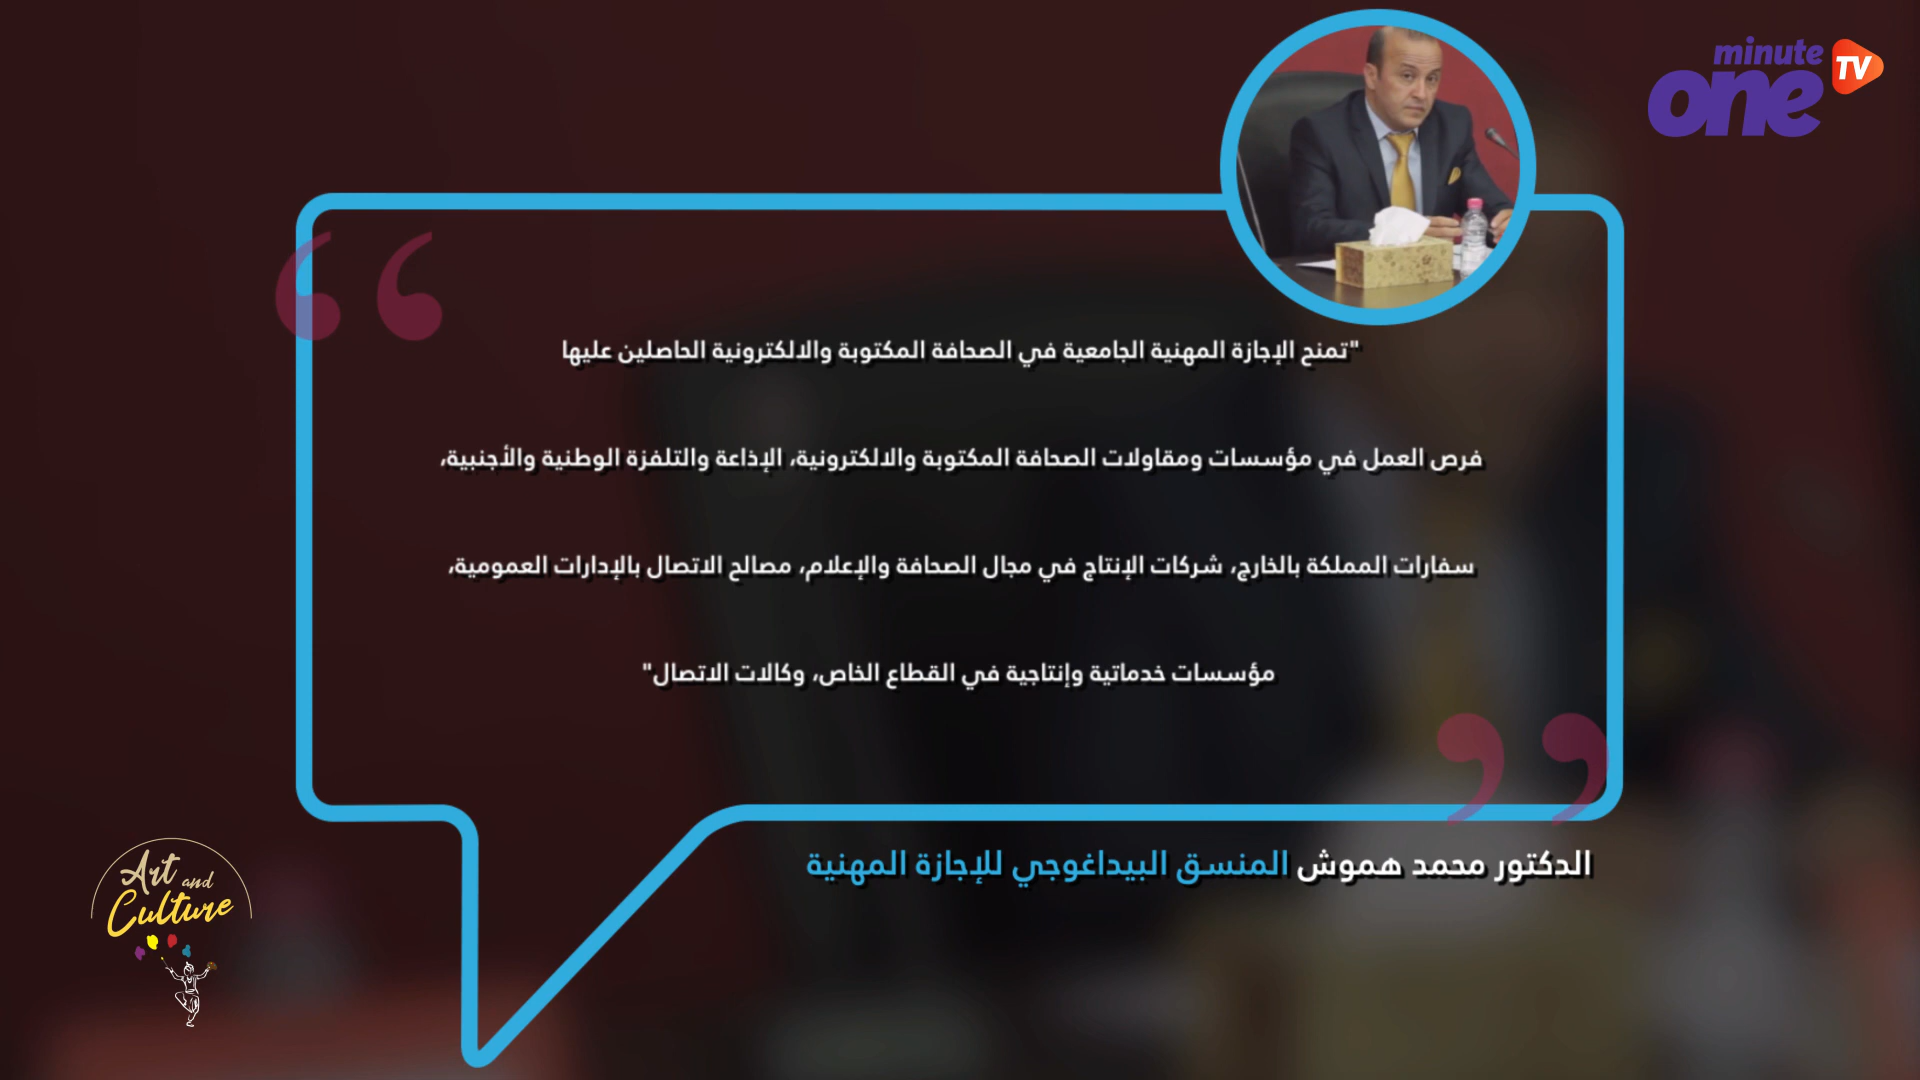 minute
one TV
"تمنح الإجازة المهنية الجامعية في الصحافة المكتوبة والالكترونية الحاصلين عليها
فرص العمل في مؤسسات ومقاولات الصحافة المكتوبة والالكترونية، الإذاعة والتلفزة الوطنية والأجنبية،
سفارات المملكة بالخارج، شركات الإنتاج في مجال الصحافة والإعلام، مصالح الاتصال بالإدارات العمومية،
مؤسسات خدماتية وإنتاجية في القطاع الخاص، وكالات الاتصال"
الدكتور محمد هموش المنسق البيداغوجي للإجازة المهنية
Art and
Culture